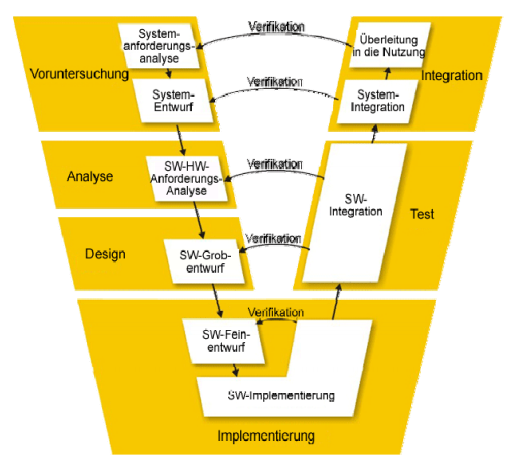 System-
anforderungs-
analyse
Verifikation
Überleitung
in die Nutzung
Voruntersuchung
Integration
System-
Entwurf
Verifikation
System-
Integration
Analyse
SW-HW-
Anforderungs-
Analyse
Verifikation
SW-
Integration
Test
Design
SW-Grob-
entwurf
Verifikation
Verifikation
SW-Fein-
entwurf
SW-Implementierung
Implementierung